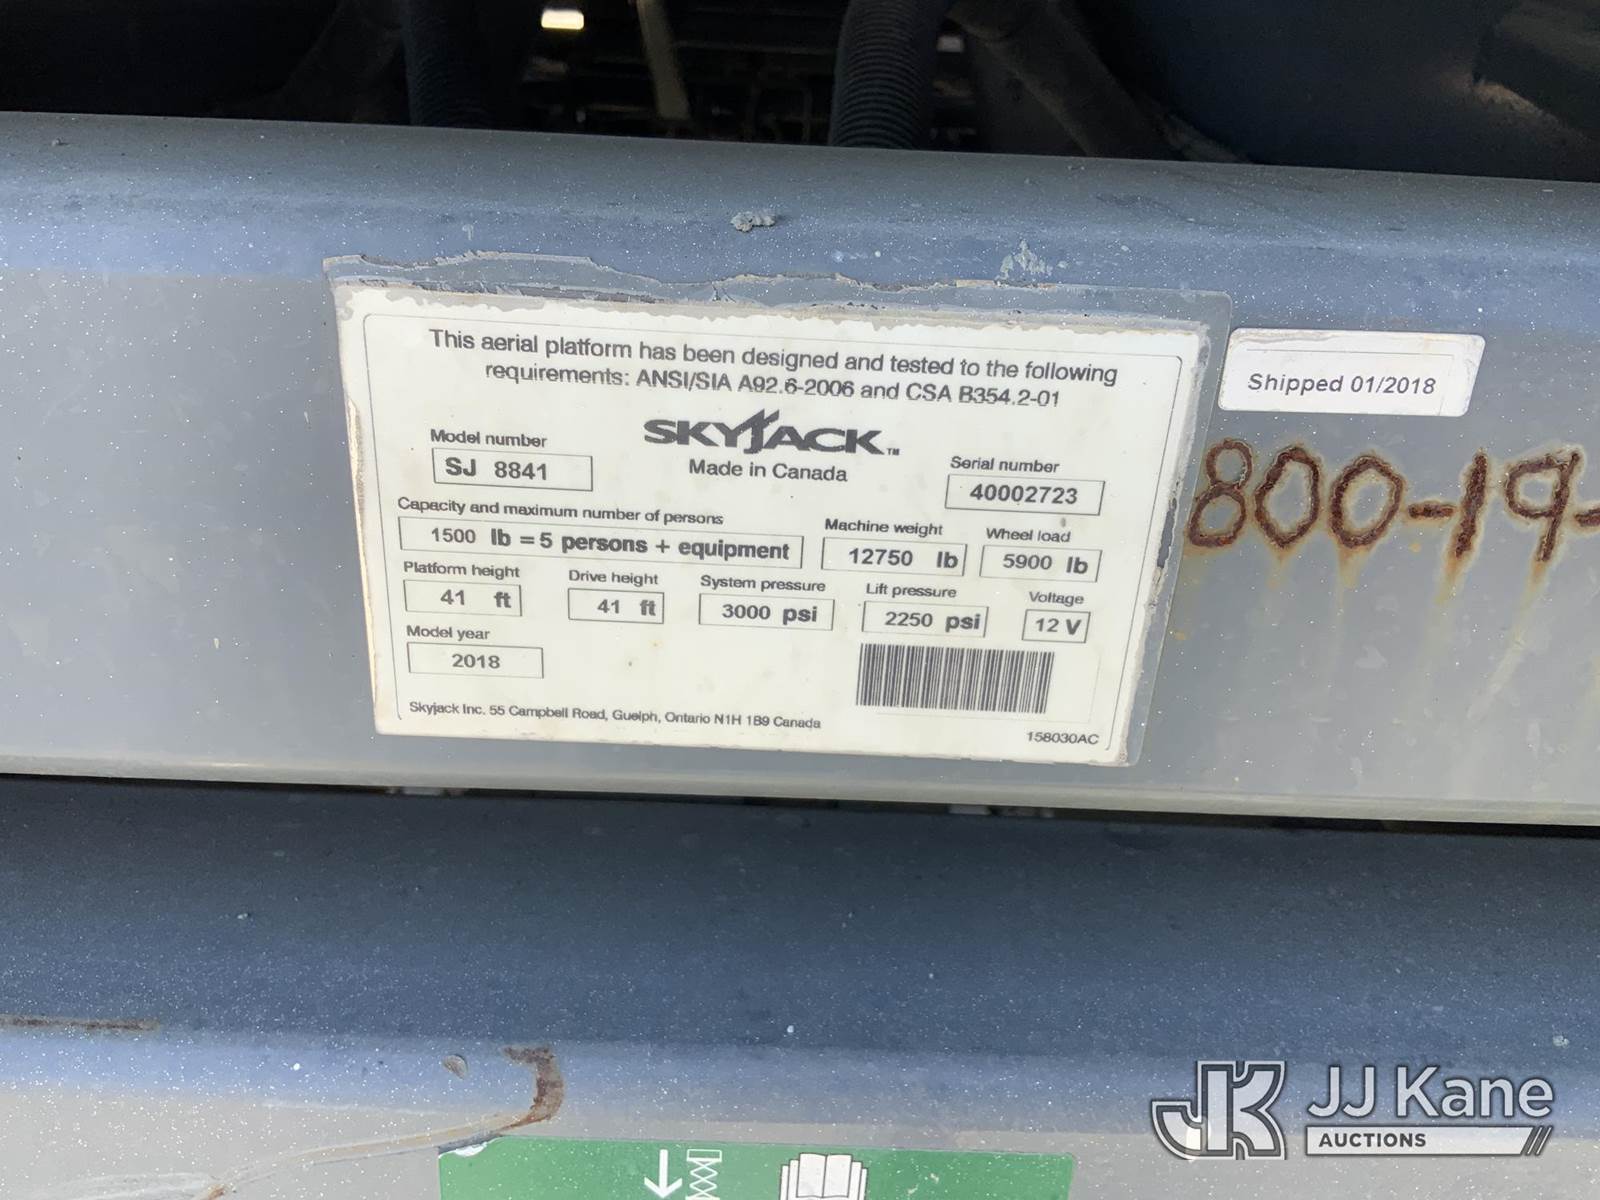 This aerial platform has been designed and tested to the following
requirements: ANSI/SIA A92.6-2006 and CSA B354.2-01
SKYJACK™
Made in Canada
Model number
SJ 8841
Serial number
40002723
Capacity and maximum number of persons
1500 lb = 5 persons + equipment
Machine weight
12750 lb
Wheel load
5900 lb
Platform height
41 ft
Drive height
41 ft
System pressure
3000 psi
Lift pressure
2250 psi
Voltage
12 V
Model year
2018
Skyjack Inc. 55 Campbell Road, Guelph, Ontario N1H 1B9 Canada
158030AC
Shipped 01/2018
800-19-
JK JJ Kane
AUCTIONS